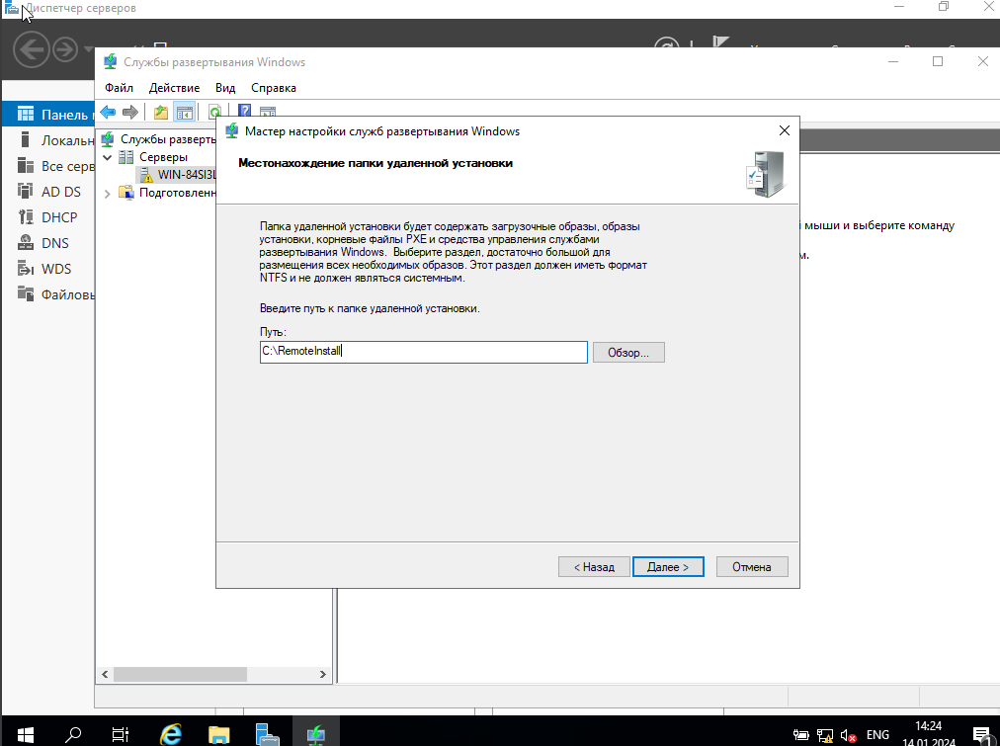 Диспетчер серверов
Службы развертывания Windows
Файл Действие Вид Справка
Панель
Локальн
Все серв
AD DS
DHCP
DNS
WDS
Файловы
Службы разверть
Серверы
WIN-84SI3L
Подготовленн
Мастер настройки служб развертывания Windows
Местонахождение папки удаленной установки
Папка удаленной установки будет содержать загрузочные образы, образы
установки, корневые файлы PXE и средства управления службами
развертывания Windows. Выберите раздел, достаточно большой для
размещения всех необходимых образов. Этот раздел должен иметь формат
NTFS и не должен являться системным.
Введите путь к папке удаленной установки.
Путь:
C:\RemoteInstall
Обзор...
< Назад
Далее >
Отмена
мыши и выберите команду
м.
ENG
14:24
14.01.2024
1